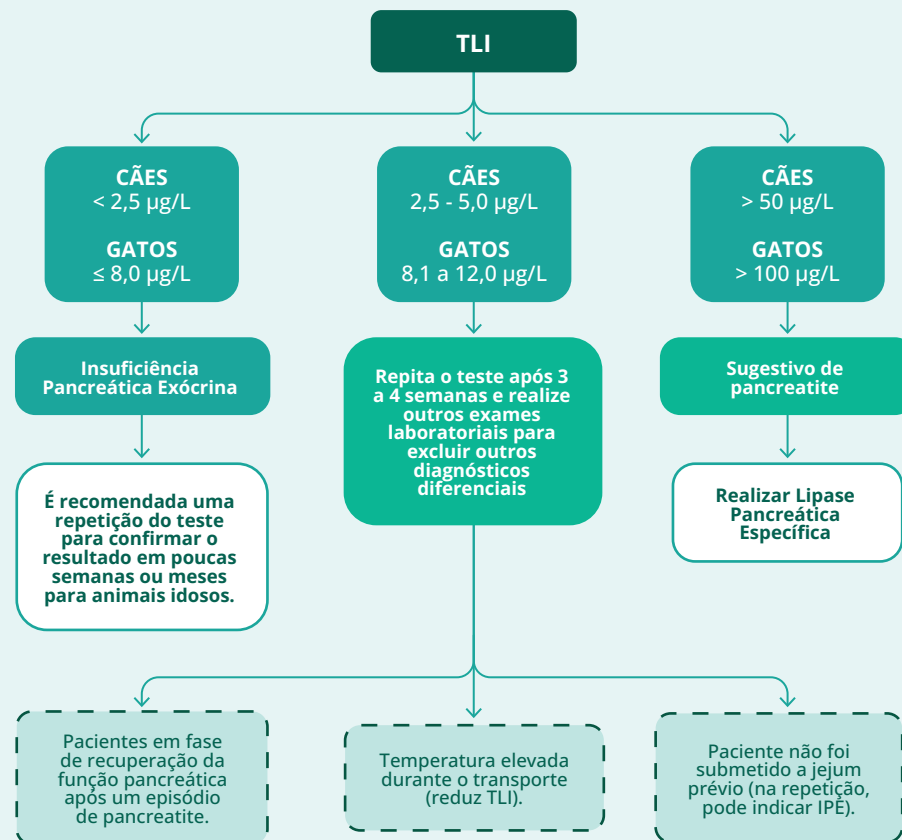 TLI
CÃES
< 2,5 µg/L
GATOS
≤ 8,0 µg/L
CÃES
2,5 - 5,0 µg/L
GATOS
8,1 a 12,0 µg/L
CÃES
> 50 µg/L
GATOS
> 100 µg/L
Insuficiência
Pancreática Exócrina
Repita o teste após 3
a 4 semanas e realize
outros exames
laboratoriais para
excluir outros
diagnósticos
diferenciais
Sugestivo de
pancreatite
É recomendada uma
repetição do teste
para confirmar o
resultado em poucas
semanas ou meses
para animais idosos.
Realizar Lipase
Pancreática
Específica
Pacientes em fase
de recuperação da
função pancreática
após um episódio
de pancreatite.
Temperatura elevada
durante o transporte
(reduz TLI).
Paciente não foi
submetido a jejum
prévio (na repetição,
pode indicar IPE).